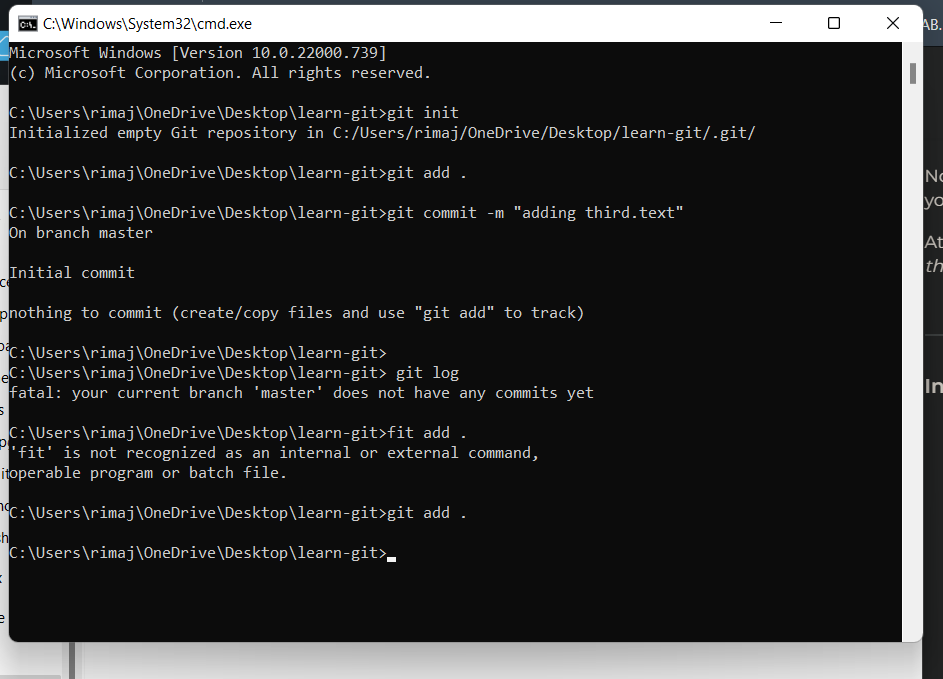 C:\Windows\System32\cmd.exe
Microsoft Windows [Version 10.0.22000.739]
(c) Microsoft Corporation. All rights reserved.
C:\Users\rimaj\OneDrive\Desktop\learn-git>git init
Initialized empty Git repository in C:/Users/rimaj/OneDrive/Desktop/learn-git/.git/
C:\Users\rimaj\OneDrive\Desktop\learn-git>git add .
C:\Users\rimaj\OneDrive\Desktop\learn-git>git commit -m "adding third.text"
On branch master
Initial commit
nothing to commit (create/copy files and use "git add" to track)
C:\Users\rimaj\OneDrive\Desktop\learn-git>
C:\Users\rimaj\OneDrive\Desktop\learn-git> git log
fatal: your current branch 'master' does not have any commits yet
C:\Users\rimaj\OneDrive\Desktop\learn-git>fit add .
'fit' is not recognized as an internal or external command,
operable program or batch file.
C:\Users\rimaj\OneDrive\Desktop\learn-git>git add .
C:\Users\rimaj\OneDrive\Desktop\learn-git>